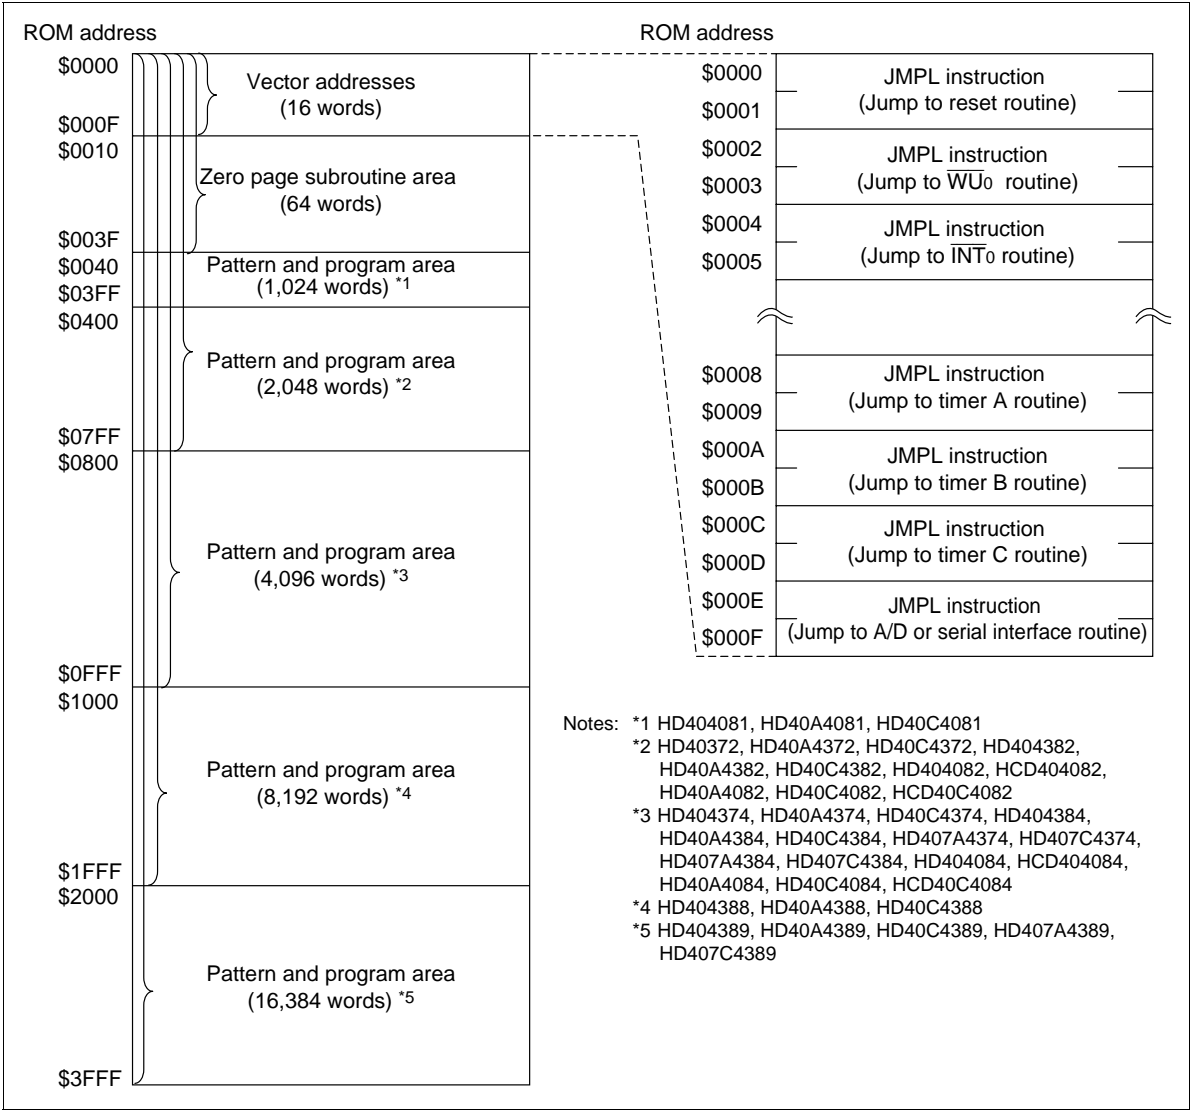 ROM address
$0000
Vector addresses
(16 words)
$000F
$0010
Zero page subroutine area
(64 words)
$003F
$0040
Pattern and program area
(1,024 words) *1
$03FF
$0400
Pattern and program area
(2,048 words) *2
$07FF
$0800
Pattern and program area
(4,096 words) *3
$0FFF
$1000
Pattern and program area
(8,192 words) *4
$1FFF
$2000
Pattern and program area
(16,384 words) *5
$3FFF
ROM address
$0000
JMPL instruction
(Jump to reset routine)
$0001
$0002
JMPL instruction
(Jump to W̅U̅0 routine)
$0003
$0004
JMPL instruction
(Jump to I̅N̅T̅0 routine)
$0005
$0008
JMPL instruction
(Jump to timer A routine)
$0009
$000A
JMPL instruction
(Jump to timer B routine)
$000B
$000C
JMPL instruction
(Jump to timer C routine)
$000D
$000E
JMPL instruction
(Jump to A/D or serial interface routine)
$000F
Notes: *1 HD404081, HD40A4081, HD40C4081
*2 HD40372, HD40A4372, HD40C4372, HD404382,
HD40A4382, HD40C4382, HD404082, HCD404082,
HD40A4082, HD40C4082, HCD40C4082
*3 HD404374, HD40A4374, HD40C4374, HD404384,
HD40A4384, HD40C4384, HD407A4374, HD407C4374,
HD407A4384, HD407C4384, HD404084, HCD404084,
HD40A4084, HD40C4084, HCD40C4084
*4 HD404388, HD40A4388, HD40C4388
*5 HD404389, HD40A4389, HD40C4389, HD407A4389,
HD407C4389